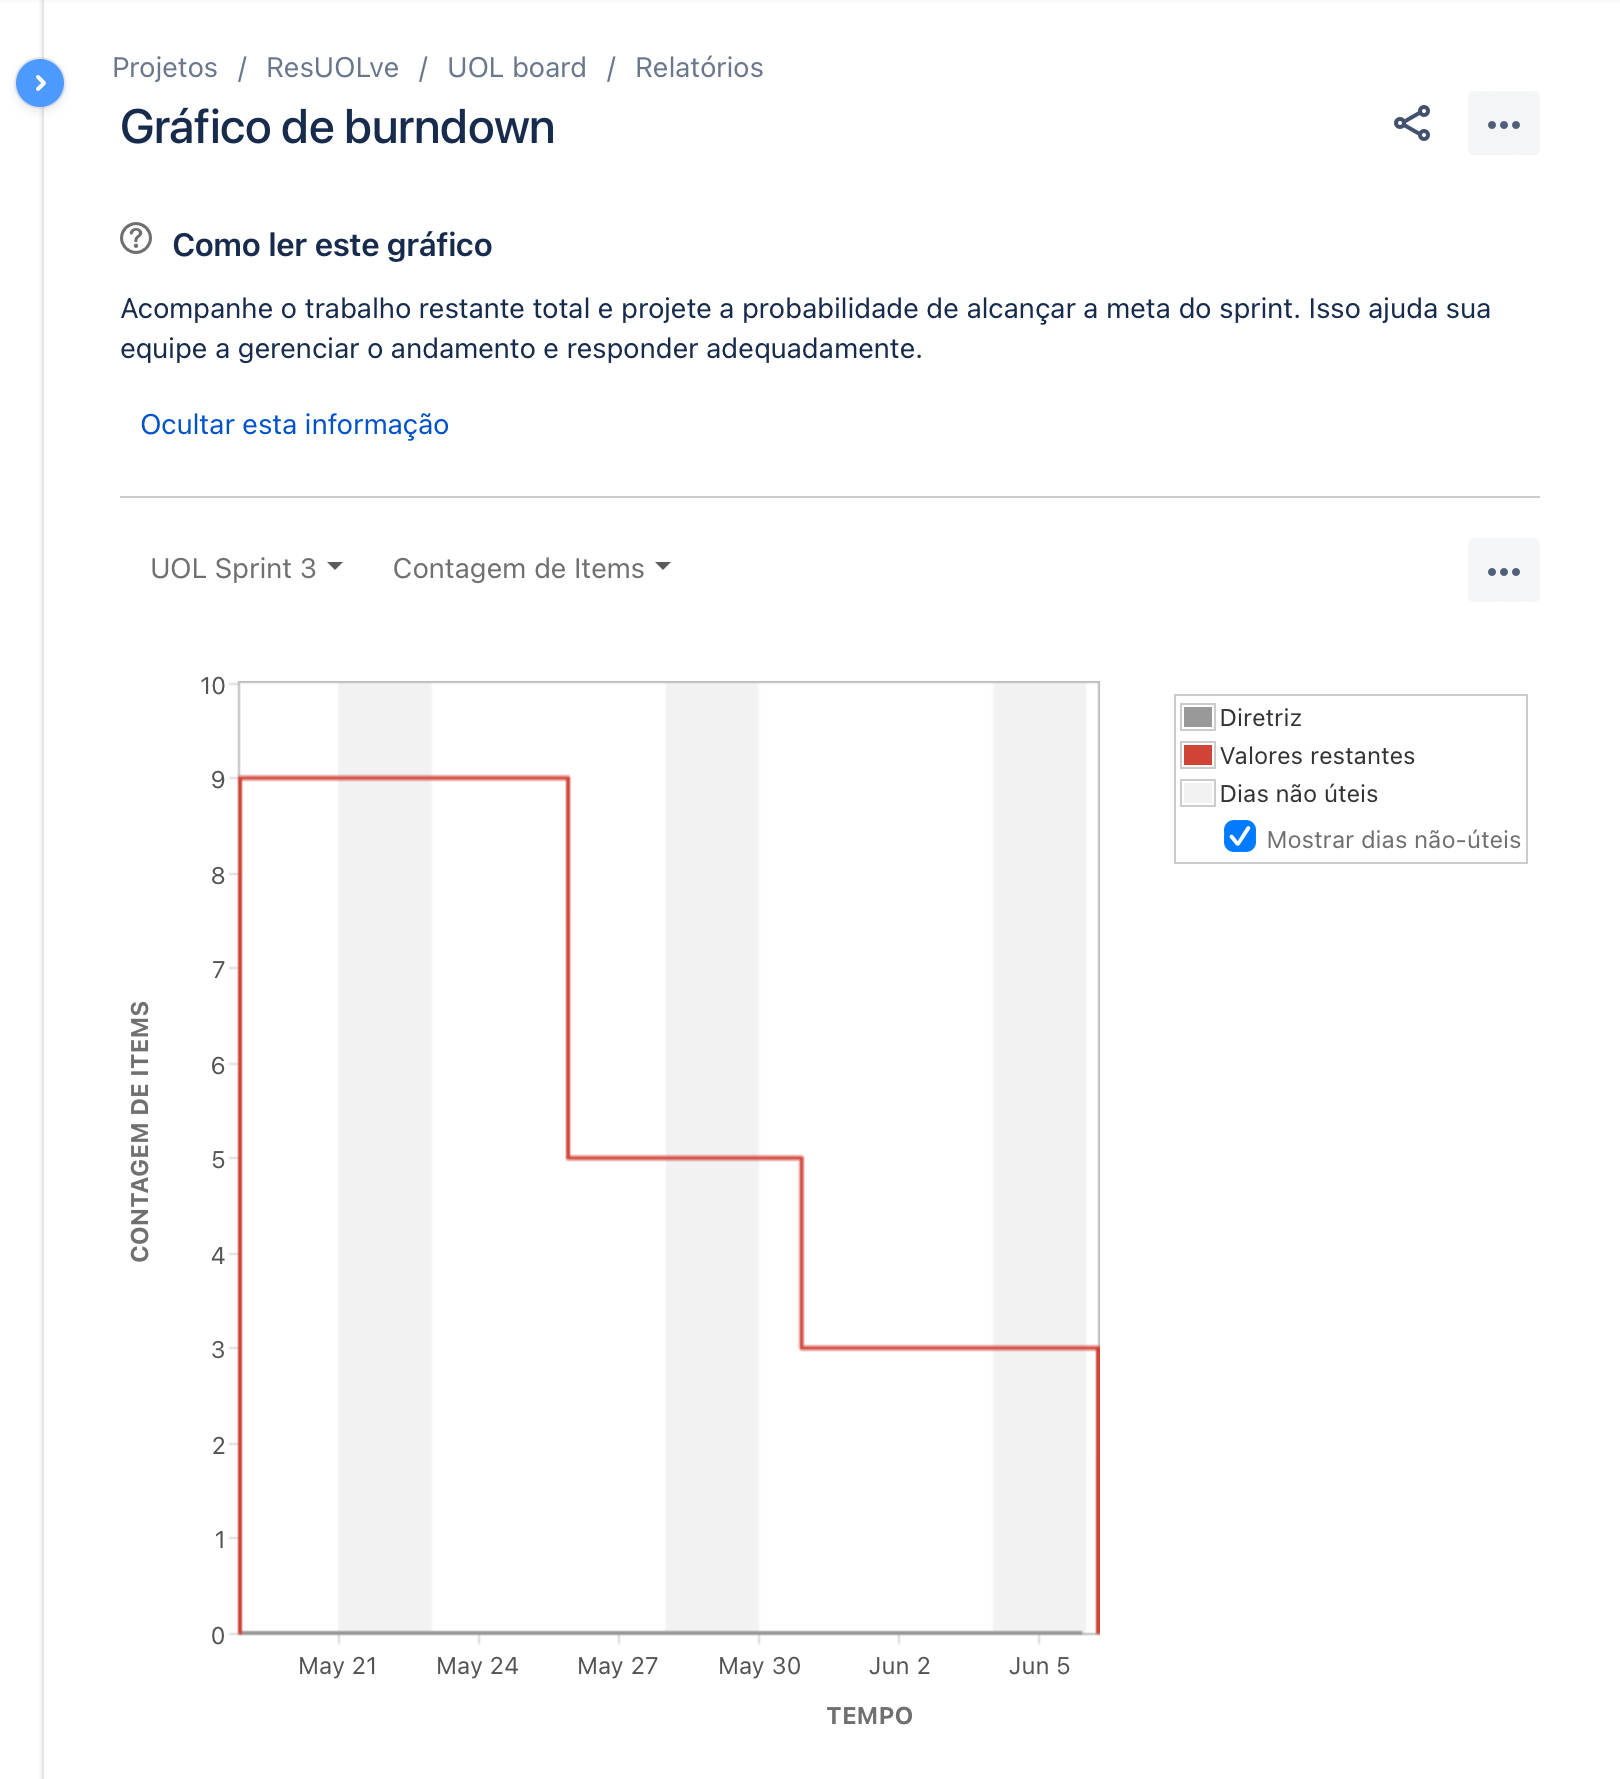 Projetos / ResUOLve / UOL board / Relatórios
Gráfico de burndown
Como ler este gráfico
Acompanhe o trabalho restante total e projete a probabilidade de alcançar a meta do sprint. Isso ajuda sua
equipe a gerenciar o andamento e responder adequadamente.
Ocultar esta informação
UOL Sprint 3 Contagem de Items
Diretriz
Valores restantes
Dias não úteis
Mostrar dias não-úteis
CONTAGEM DE ITEMS
10
9
8
7
6
5
4
3
2
1
0
May 21 May 24 May 27 May 30 Jun 2 Jun 5
TEMPO